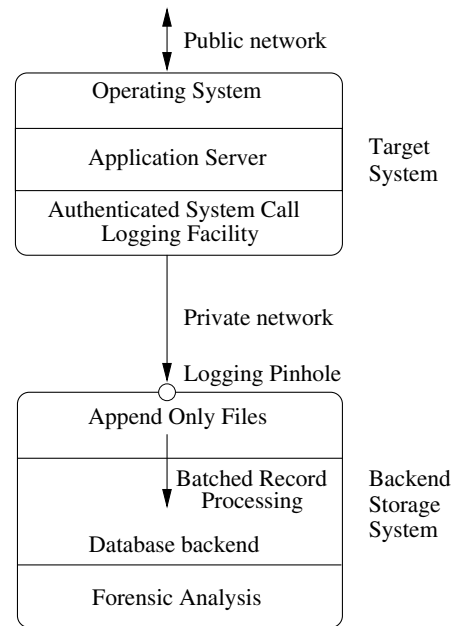 Public network
Operating System
Application Server
Target
System
Authenticated System Call
Logging Facility
Private network
Logging Pinhole
Append Only Files
Batched Record
Processing
Backend
Storage
System
Database backend
Forensic Analysis